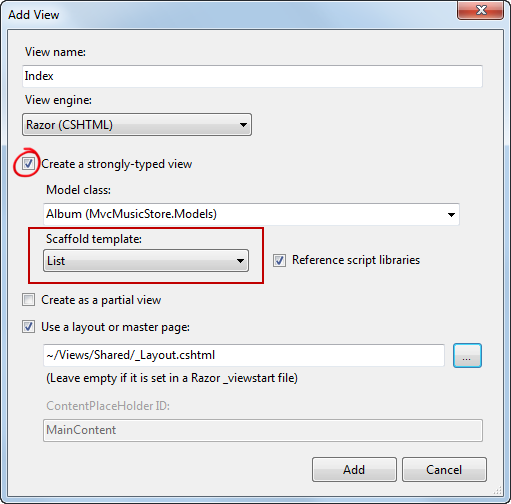 Add View
View name:
Index
View engine:
Razor (CSHTML)
Create a strongly-typed view
Model class:
Album (MvcMusicStore.Models)
Scaffold template:
List
Reference script libraries
Create as a partial view
Use a layout or master page:
~/Views/Shared/_Layout.cshtml
...
(Leave empty if it is set in a Razor _viewstart file)
ContentPlaceHolder ID:
MainContent
Add
Cancel